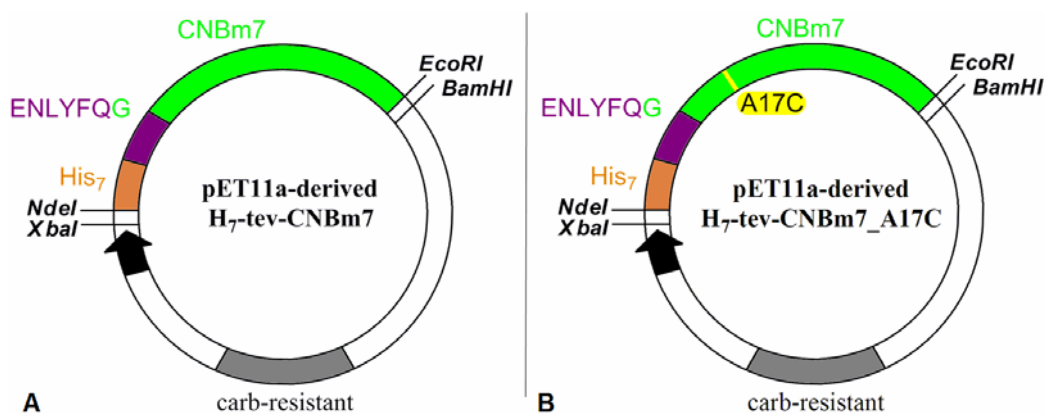 CNBm7
EcoRI
BamHI
ENLYFQG
His₇
NdeI
XbaI
pET11a-derived
H₇-tev-CNBm7
carb-resistant
A
CNBm7
EcoRI
BamHI
A17C
ENLYFQG
His₇
NdeI
XbaI
pET11a-derived
H₇-tev-CNBm7_A17C
carb-resistant
B